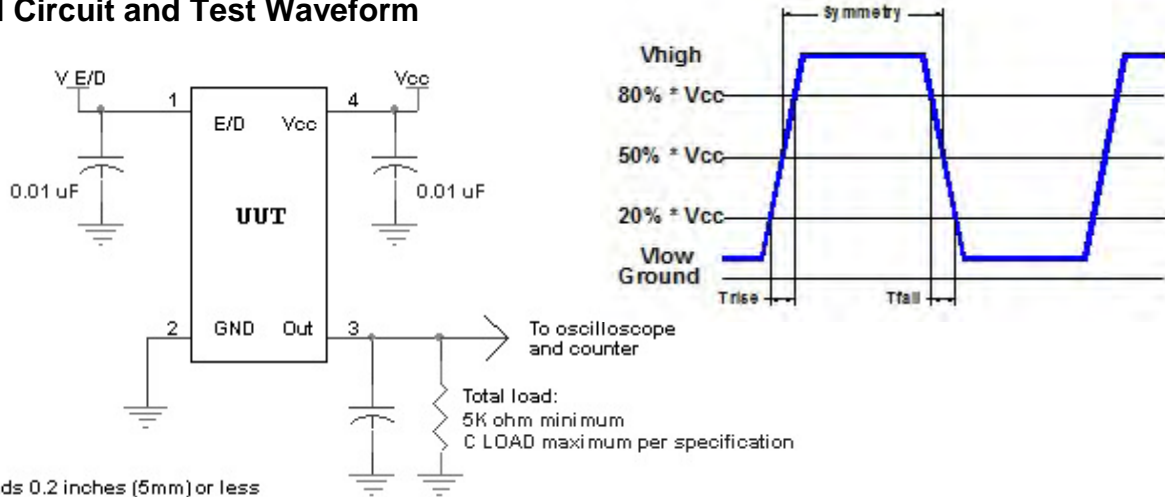 Circuit and Test Waveform
V E/D
Vcc
1
4
E/D
Vcc
0.01 uF
0.01 uF
UUT
2
GND
Out
3
To oscilloscope
and counter
Total load:
5K ohm minimum
C LOAD maximum per specification
0.2 inches (5mm) or less
Symmetry
Vhigh
80% * Vcc
50% * Vcc
20% * Vcc
Vlow
Ground
Trise
Tfall